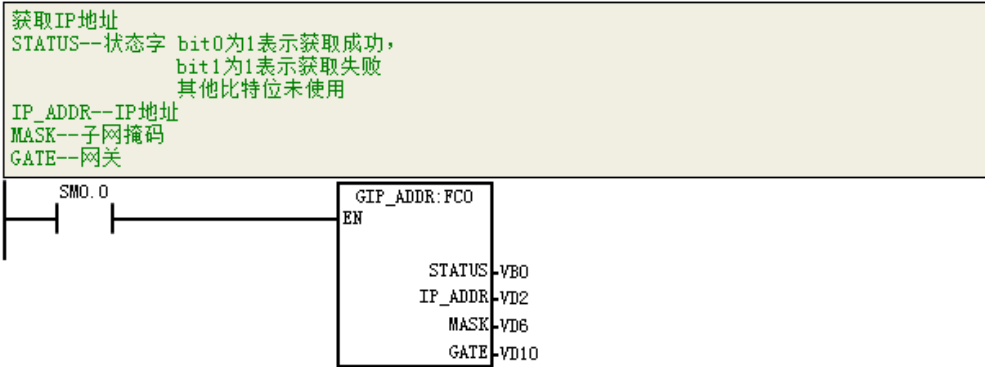 获取IP地址
STATUS--状态字 bit0为1表示获取成功，
bit1为1表示获取失败
其他比特位未使用
IP_ADDR--IP地址
MASK--子网掩码
GATE--网关
SM0.0
GIP_ADDR:FC0
EN
STATUS VB0
IP_ADDR VD2
MASK VD6
GATE VD10